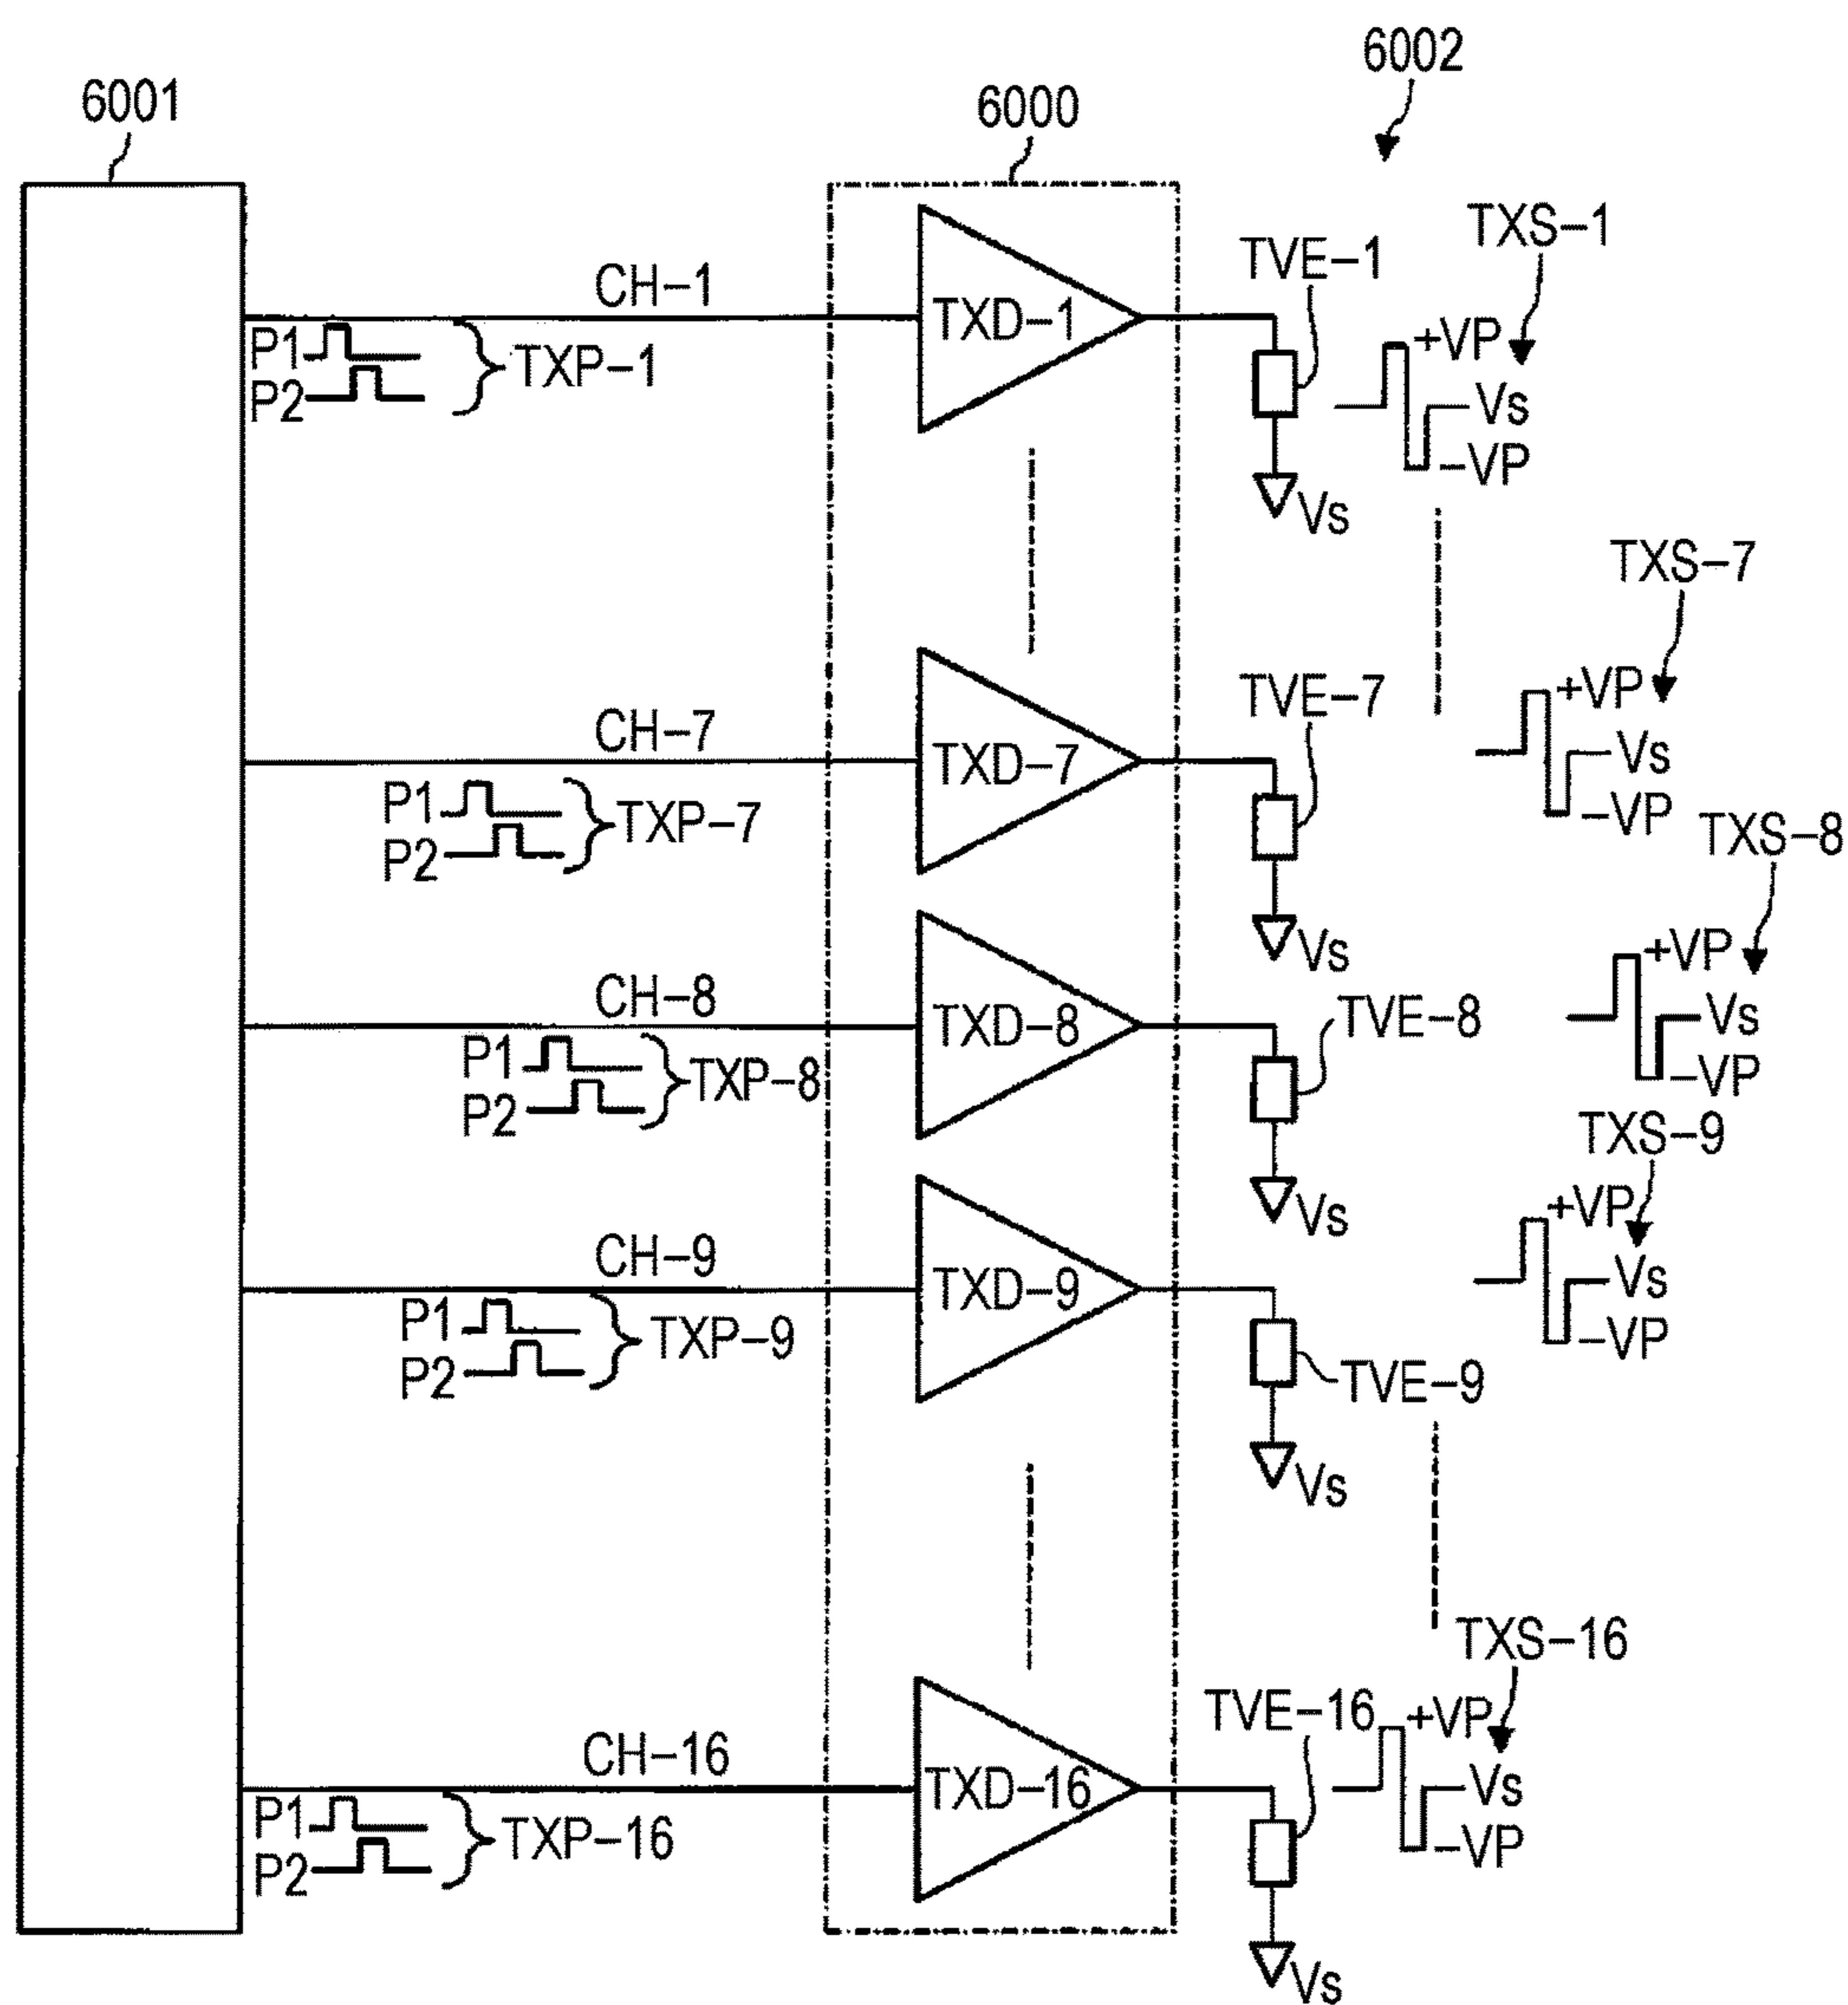 6002
6001
6000
TXS–1
CH–1
TXD–1
TVE–1
P1
P2
TXP–1
+VP
Vs
–VP
Vs
TXS–7
CH–7
TXD–7
TVE–7
P1
P2
TXP–7
+VP
Vs
–VP
Vs
TXS–8
CH–8
TXD–8
TVE–8
P1
P2
TXP–8
+VP
Vs
–VP
Vs
TXS–9
CH–9
TXD–9
TVE–9
P1
P2
TXP–9
+VP
Vs
–VP
Vs
TXS–16
CH–16
TXD–16
TVE–16
P1
P2
TXP–16
+VP
Vs
–VP
Vs